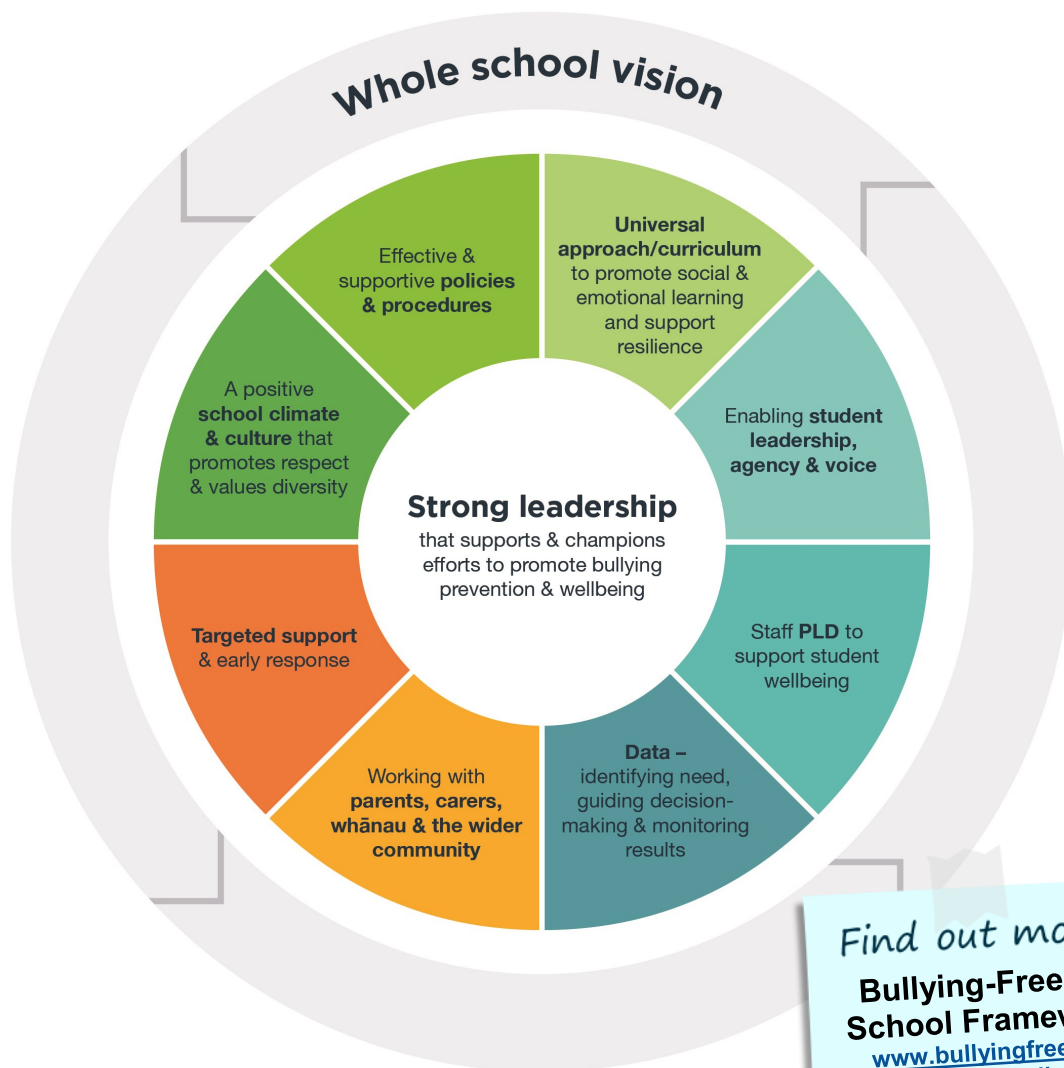 Whole school vision
Universal
approach/curriculum
to promote social &
emotional learning
and support
resilience
Enabling student
leadership,
agency & voice
Staff PLD to
support student
wellbeing
Data –
identifying need,
guiding decision-
making & monitoring
results
Working with
parents, carers,
whānau & the wider
community
Targeted support
& early response
A positive
school climate
& culture that
promotes respect
& values diversity
Effective &
supportive policies
& procedures
Strong leadership
that supports & champions
efforts to promote bullying
prevention & wellbeing
Find out
Bullying-Free
School